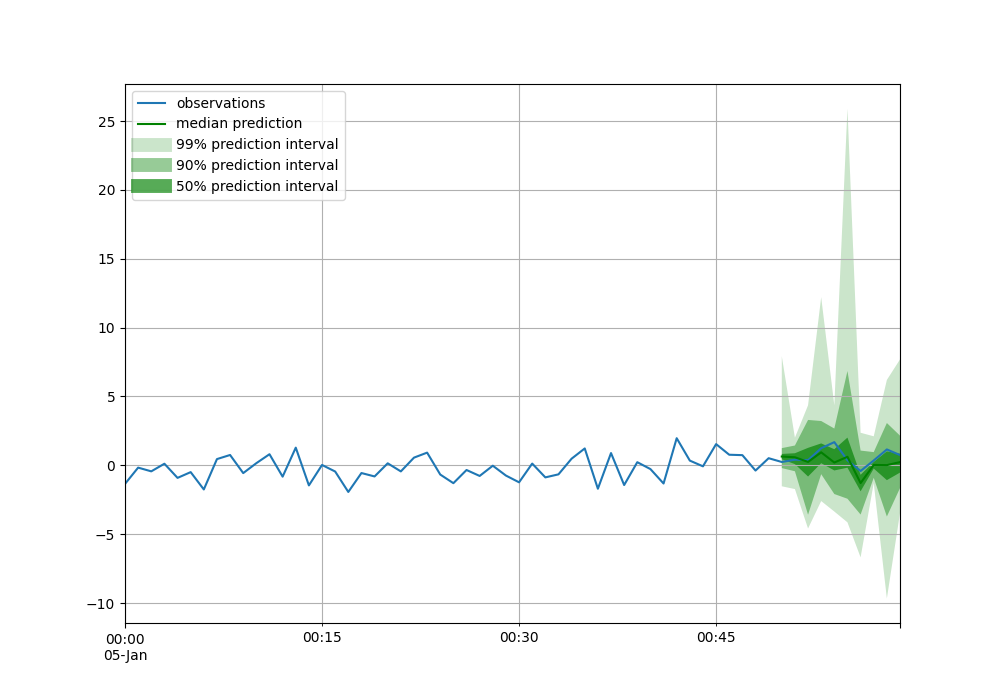 observations
median prediction
99% prediction interval
90% prediction interval
50% prediction interval
25
20
15
10
5
0
−5
−10
00:00
05-Jan
00:15
00:30
00:45